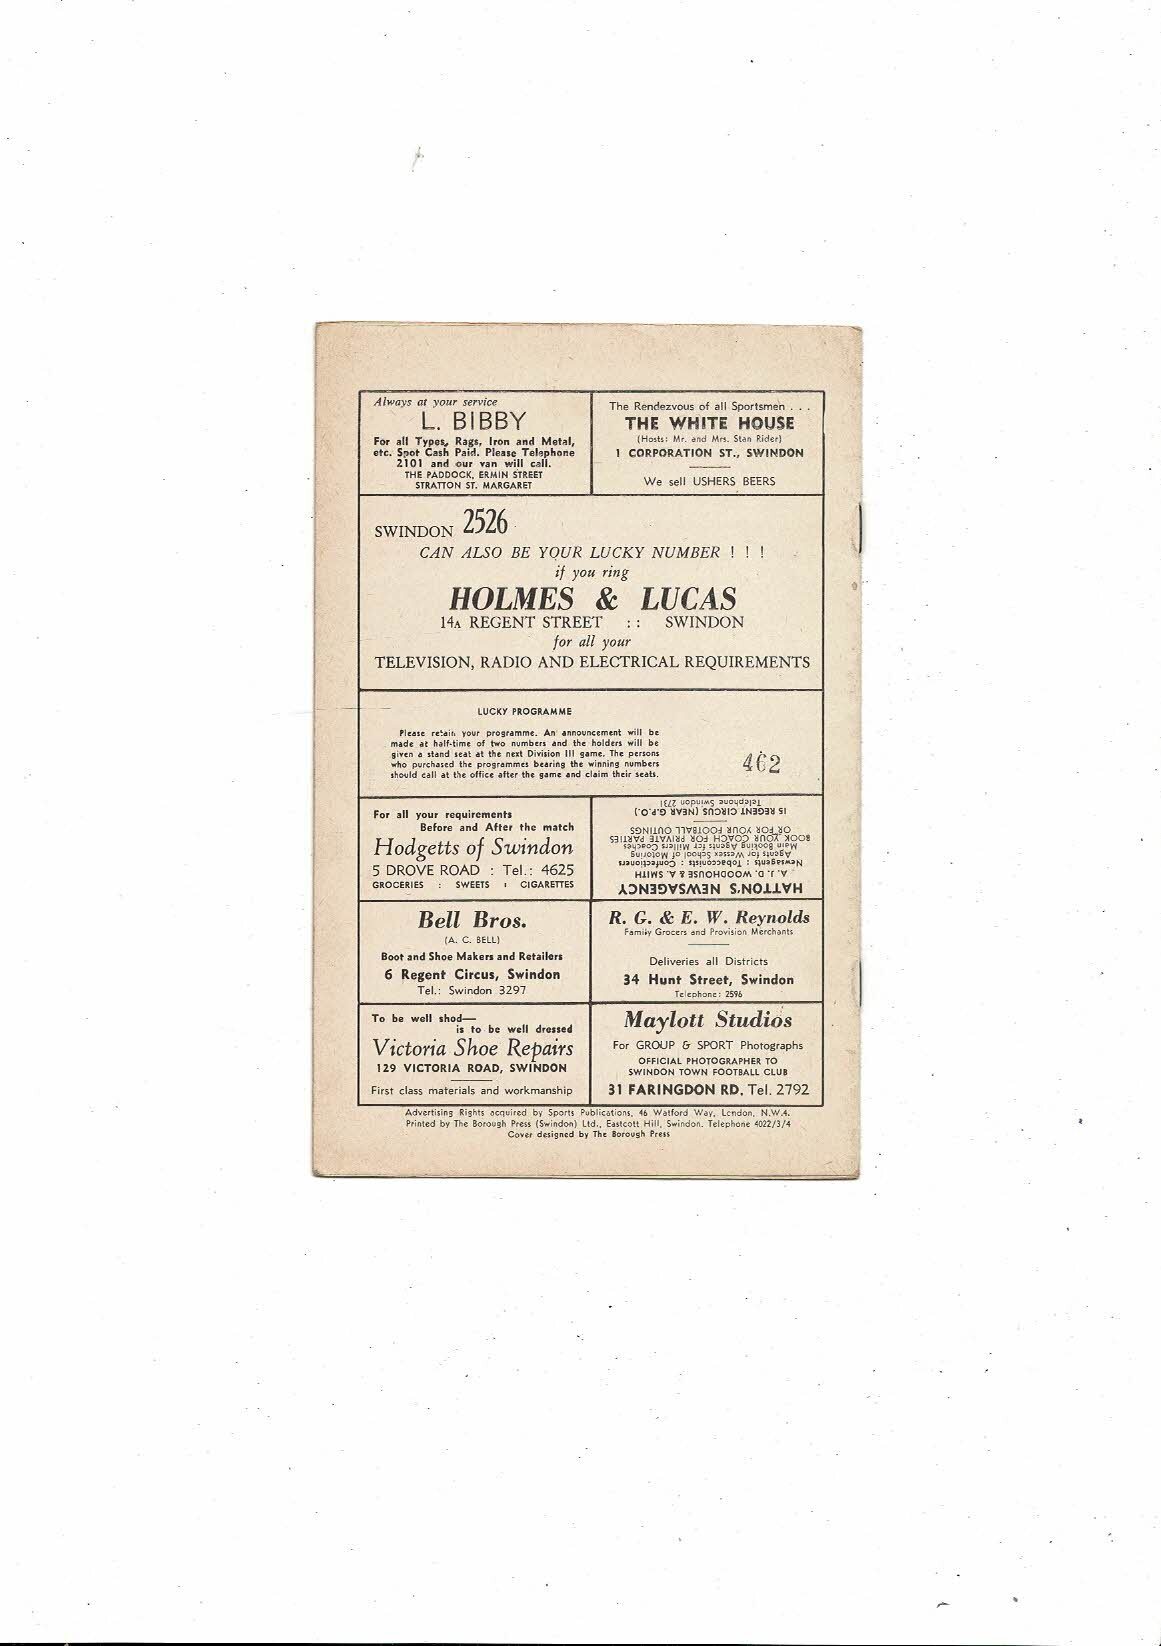 Always at your service
L. BIBBY
For all Types, Rags, Iron and Metal,
etc. Spot Cash Paid. Please Telephone
2101 and our van will call.
THE PADDOCK, ERMIN STREET
STRATTON ST. MARGARET
The Rendezvous of all Sportsmen . . .
THE WHITE HOUSE
(Hosts: Mr. and Mrs. Stan Rider)
1 CORPORATION ST., SWINDON
We sell USHERS BEERS
SWINDON 2526
CAN ALSO BE YOUR LUCKY NUMBER ! ! !
if you ring
HOLMES & LUCAS
14A REGENT STREET :: SWINDON
for all your
TELEVISION, RADIO AND ELECTRICAL REQUIREMENTS
LUCKY PROGRAMME
Please retain your programme. An announcement will be
made at half-time of two numbers and the holders will be
given a stand seat at the next Division III game. The persons
who purchased the programmes bearing the winning numbers
should call at the office after the game and claim their seats.
462
For all your requirements
Before and After the match
Hodgetts of Swindon
5 DROVE ROAD : Tel.: 4625
GROCERIES : SWEETS : CIGARETTES
HATTON'S NEWSAGENCY
A. J. D. WOODHOUSE & A. SMITH
Newsagents : Tobacconists : Confectioners
Agents for Wessex School of Motoring
Main Booking Agents for Millers Coaches
BOOK YOUR COACH FOR PRIVATE PARTIES
OR FOR YOUR FOOTBALL OUTINGS
15 REGENT CIRCUS (NEAR G.P.O.)
Telephone Swindon 2731
Bell Bros.
(A. C. BELL)
Boot and Shoe Makers and Retailers
6 Regent Circus, Swindon
Tel.: Swindon 3297
R. G. & E. W. Reynolds
Family Grocers and Provision Merchants
Deliveries all Districts
34 Hunt Street, Swindon
Telephone: 2596
To be well shod—
is to be well dressed
Victoria Shoe Repairs
129 VICTORIA ROAD, SWINDON
First class materials and workmanship
Maylott Studios
For GROUP & SPORT Photographs
OFFICIAL PHOTOGRAPHER TO
SWINDON TOWN FOOTBALL CLUB
31 FARINGDON RD. Tel. 2792
Advertising Rights acquired by Sports Publications, 46 Watford Way, London, N.W.4.
Printed by The Borough Press (Swindon) Ltd., Eastcott Hill, Swindon. Telephone 4022/3/4
Cover designed by The Borough Press